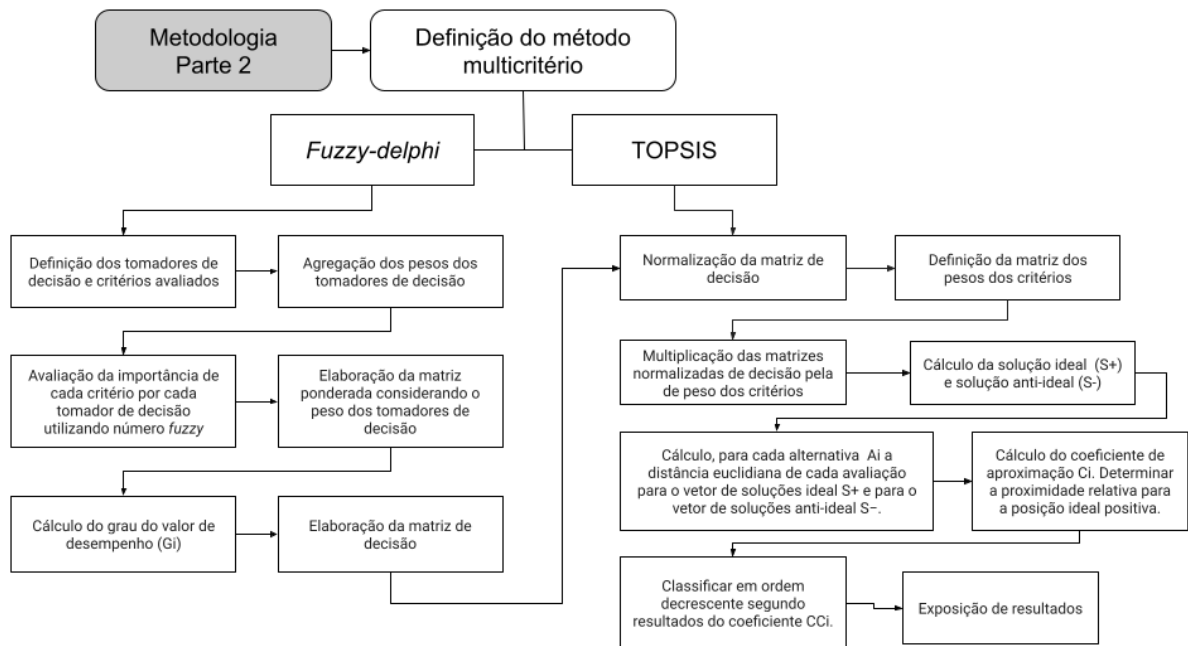 Metodologia
Parte 2
Definição do método
multicritério
Fuzzy-delphi
TOPSIS
Definição dos tomadores de
decisão e critérios avaliados
Agregação dos pesos dos
tomadores de decisão
Avaliação da importância de
cada critério por cada
tomador de decisão
utilizando número fuzzy
Elaboração da matriz
ponderada considerando o
peso dos tomadores de
decisão
Cálculo do grau do valor de
desempenho (Gi)
Elaboração da matriz de
decisão
Normalização da matriz de
decisão
Definição da matriz dos
pesos dos critérios
Multiplicação das matrizes
normalizadas de decisão pela
de peso dos critérios
Cálculo da solução ideal (S+)
e solução anti-ideal (S-)
Cálculo, para cada alternativa Ai a
distância euclidiana de cada avaliação
para o vetor de soluções ideal S+ e para o
vetor de soluções anti-ideal S−.
Cálculo do coeficiente de
aproximação Ci. Determinar
a proximidade relativa para
a posição ideal positiva.
Classificar em ordem
decrescente segundo
resultados do coeficiente CCi.
Exposição de resultados